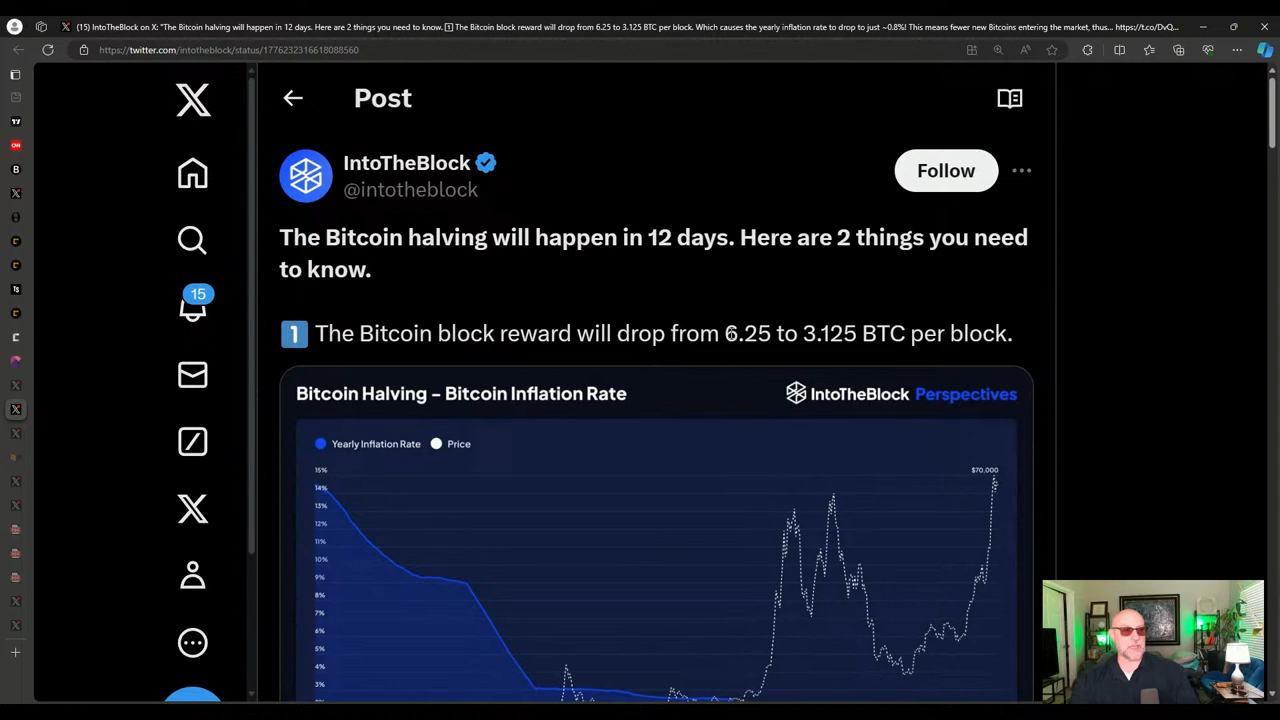 (15) IntoTheBlock on X: "The Bitcoin halving will happen in 12 days. Here are 2 things you need to know. 1️⃣ The Bitcoin block reward will drop from 6.25 to 3.125 BTC per block. Which causes the yearly inflation rate to drop to just ~0.8%! This means fewer new Bitcoins entering the market, thus... https://t.co/DvQ...
https://twitter.com/intotheblock/status/1776232316618088560
Post
IntoTheBlock
Follow
@intotheblock
The Bitcoin halving will happen in 12 days. Here are 2 things you need
to know.
15
1 The Bitcoin block reward will drop from 6.25 to 3.125 BTC per block.
Bitcoin Halving – Bitcoin Inflation Rate
IntoTheBlock Perspectives
Yearly Inflation Rate
Price
15%
$70,000
14%
13%
12%
11%
10%
9%
8%
7%
6%
5%
4%
3%